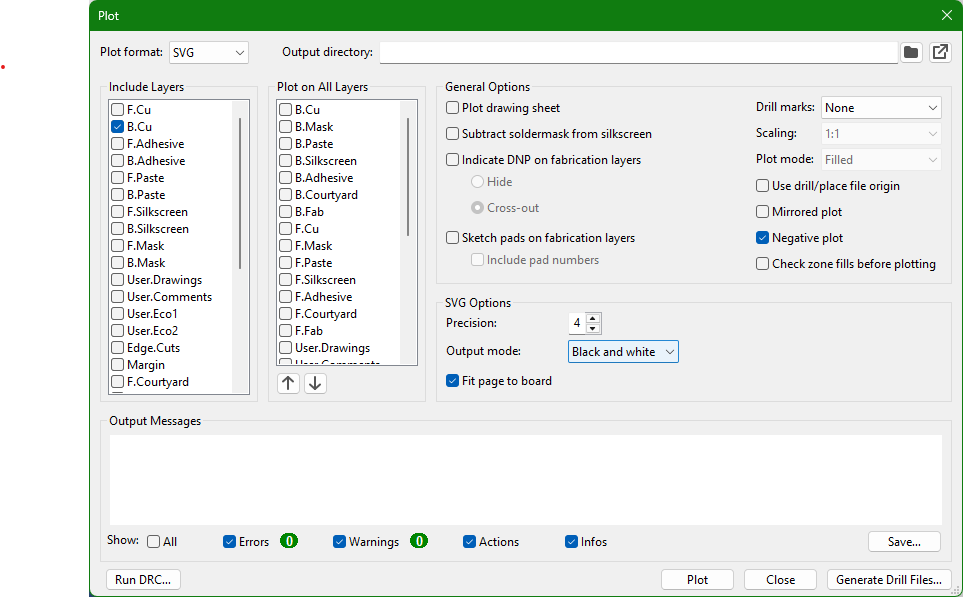 Plot
Plot format: SVG Output directory:
Include Layers
F.Cu
B.Cu
F.Adhesive
B.Adhesive
F.Paste
B.Paste
F.Silkscreen
B.Silkscreen
F.Mask
B.Mask
User.Drawings
User.Comments
User.Eco1
User.Eco2
Edge.Cuts
Margin
F.Courtyard
Plot on All Layers
B.Cu
B.Mask
B.Paste
B.Silkscreen
B.Adhesive
B.Courtyard
B.Fab
F.Cu
F.Mask
F.Paste
F.Silkscreen
F.Adhesive
F.Courtyard
F.Fab
User.Drawings
User.Comments
General Options
Plot drawing sheet
Subtract soldermask from silkscreen
Indicate DNP on fabrication layers
Hide
Cross-out
Sketch pads on fabrication layers
Include pad numbers
Drill marks: None
Scaling: 1:1
Plot mode: Filled
Use drill/place file origin
Mirrored plot
Negative plot
Check zone fills before plotting
SVG Options
Precision: 4
Output mode: Black and white
Fit page to board
Output Messages
Show: All Errors 0 Warnings 0 Actions Infos Save...
Run DRC... Plot Close Generate Drill Files...